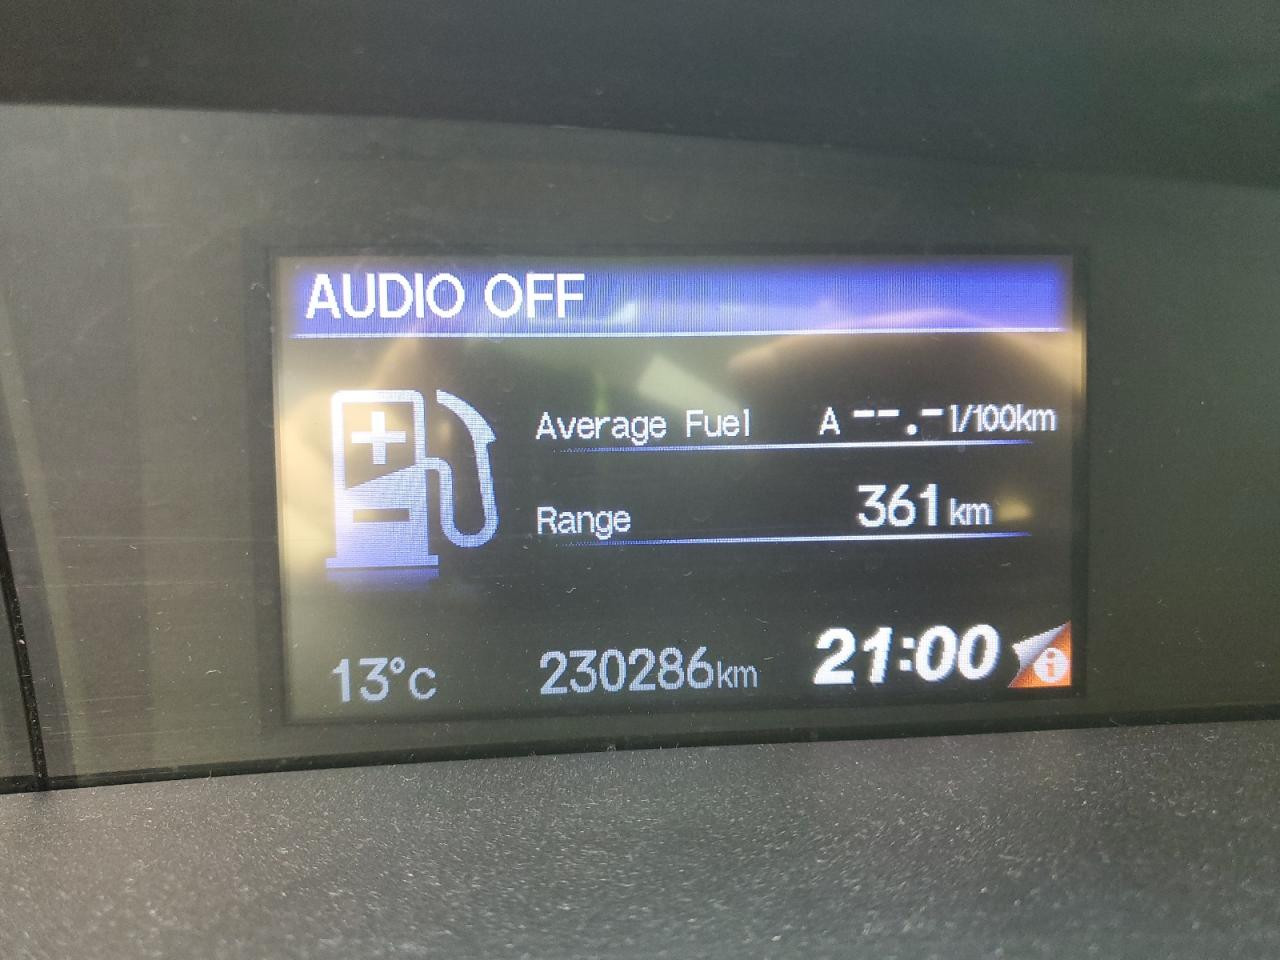 AUDIO OFF
Average Fuel A --.- l/100km
Range 361 km
13°C 230286km 21:00 i